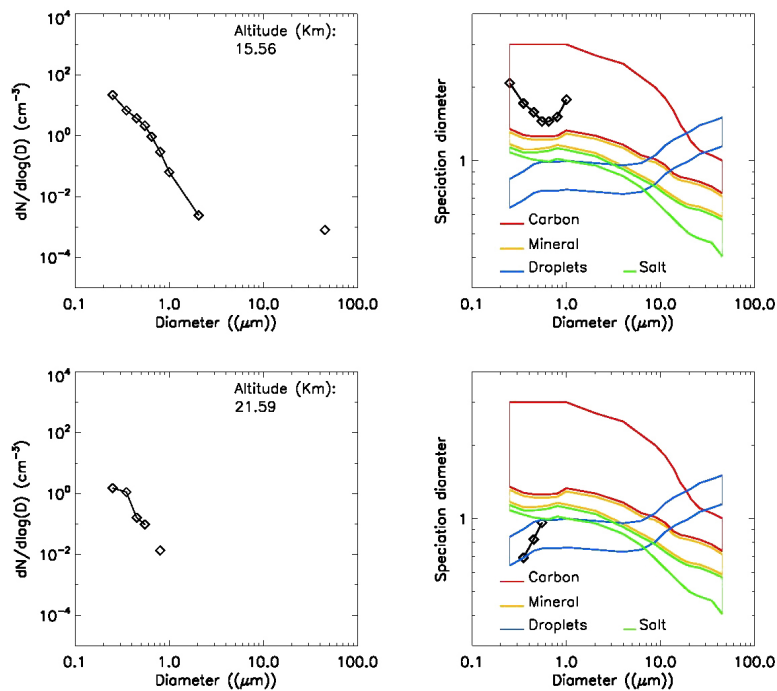 dN/dlog(D) (cm⁻³)
10⁴
10²
10⁰
10⁻²
10⁻⁴
Altitude (Km):
15.56
0.1 1.0 10.0 100.0
Diameter ((μm))
Speciation diameter
1
Carbon
Mineral
Droplets Salt
0.1 1.0 10.0 100.0
Diameter ((μm))
dN/dlog(D) (cm⁻³)
10⁴
10²
10⁰
10⁻²
10⁻⁴
Altitude (Km):
21.59
0.1 1.0 10.0 100.0
Diameter ((μm))
Speciation diameter
1
Carbon
Mineral
Droplets Salt
0.1 1.0 10.0 100.0
Diameter ((μm))